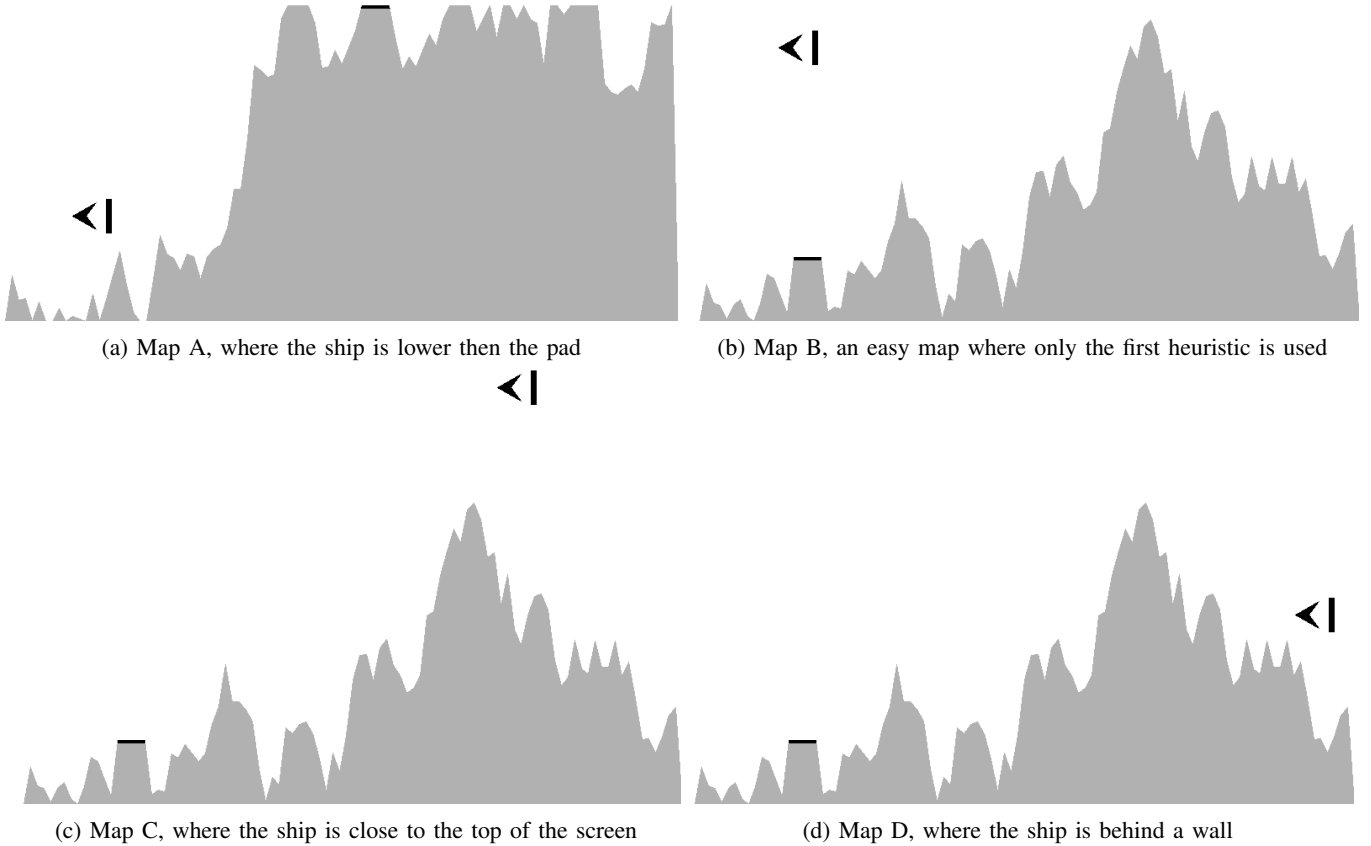 (a) Map A, where the ship is lower then the pad
(b) Map B, an easy map where only the first heuristic is used
(c) Map C, where the ship is close to the top of the screen
(d) Map D, where the ship is behind a wall